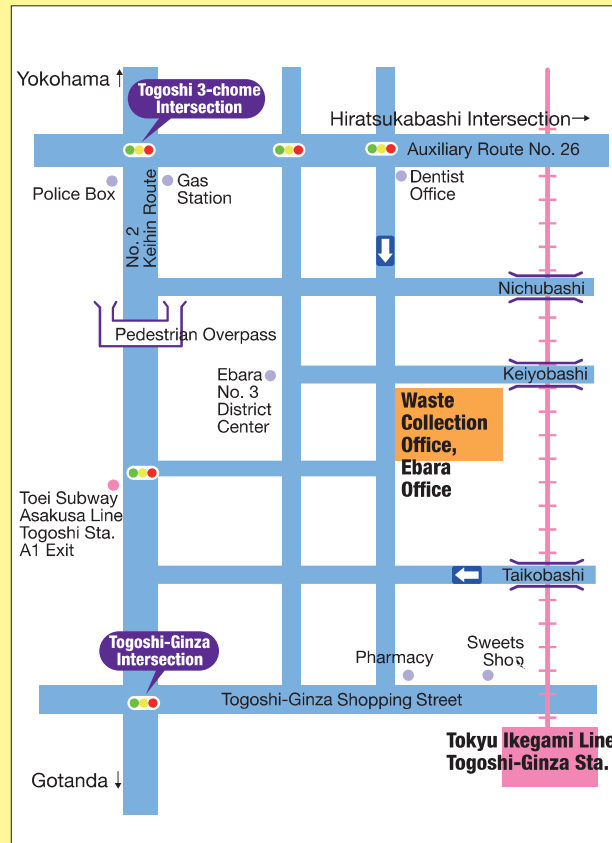 Yokohama ↑
Togoshi 3-chome
Intersection
Hiratsukabashi Intersection→
Auxiliary Route No. 26
Police Box
Gas
Station
No. 2
Keihin Route
Dentist
Office
Nichubashi
Pedestrian Overpass
Keiyobashi
Ebara
No. 3
District
Center
Waste
Collection
Office,
Ebara
Office
Toei Subway
Asakusa Line
Togoshi Sta.
A1 Exit
Taikobashi
Togoshi-Ginza
Intersection
Pharmacy
Sweets
Shop
Togoshi-Ginza Shopping Street
Tokyu Ikegami Line
Togoshi-Ginza Sta.
Gotanda ↓